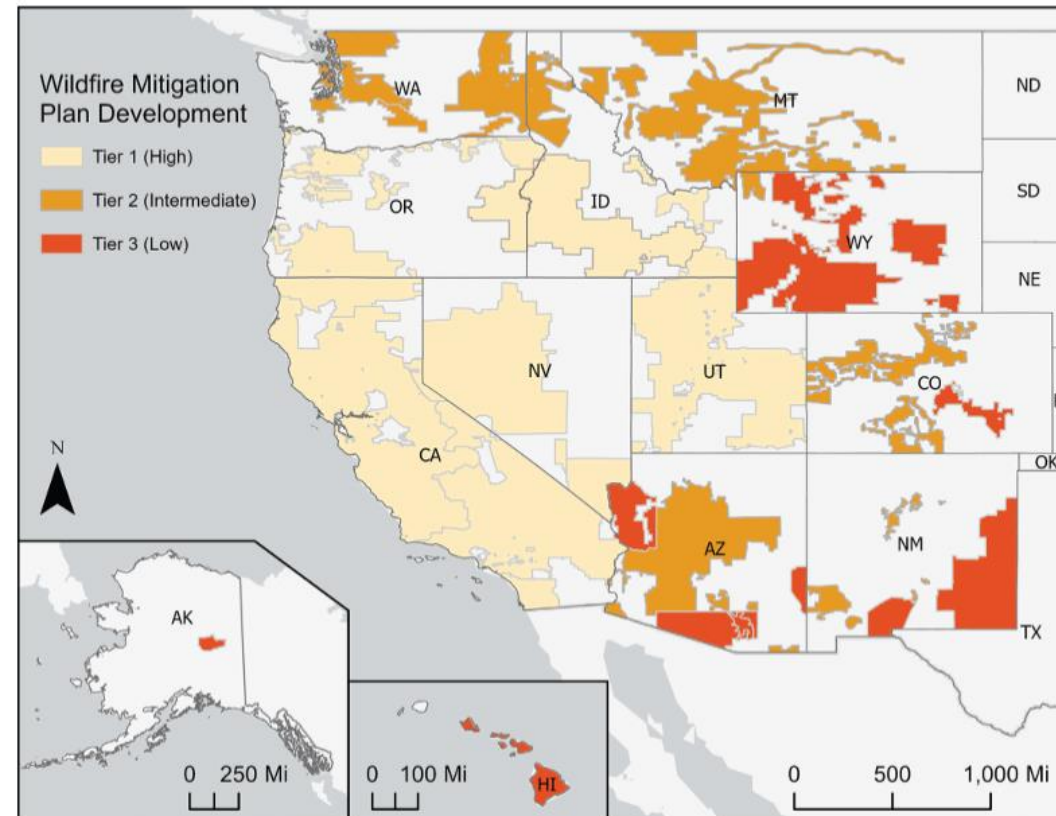 Wildfire Mitigation
Plan Development
Tier 1 (High)
Tier 2 (Intermediate)
Tier 3 (Low)
WA
MT
ND
OR
ID
SD
WY
NE
NV
UT
CO
CA
OK
AZ
NM
TX
N
AK
HI
0 250 Mi
0 100 Mi
0 500 1,000 Mi